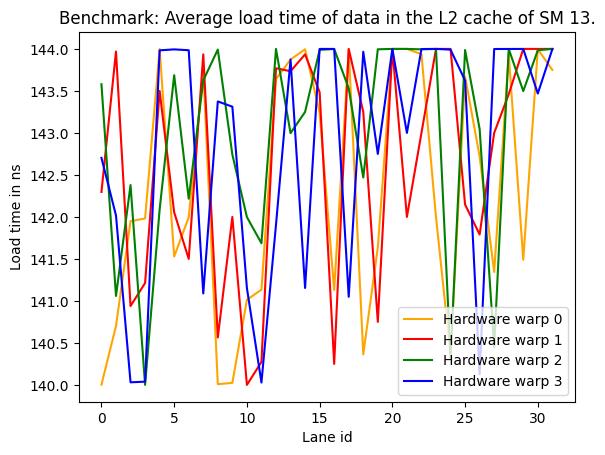 Benchmark: Average load time of data in the L2 cache of SM 13.
Load time in ns
144.0
143.5
143.0
142.5
142.0
141.5
141.0
140.5
140.0
0 5 10 15 20 25 30
Lane id
Hardware warp 0
Hardware warp 1
Hardware warp 2
Hardware warp 3